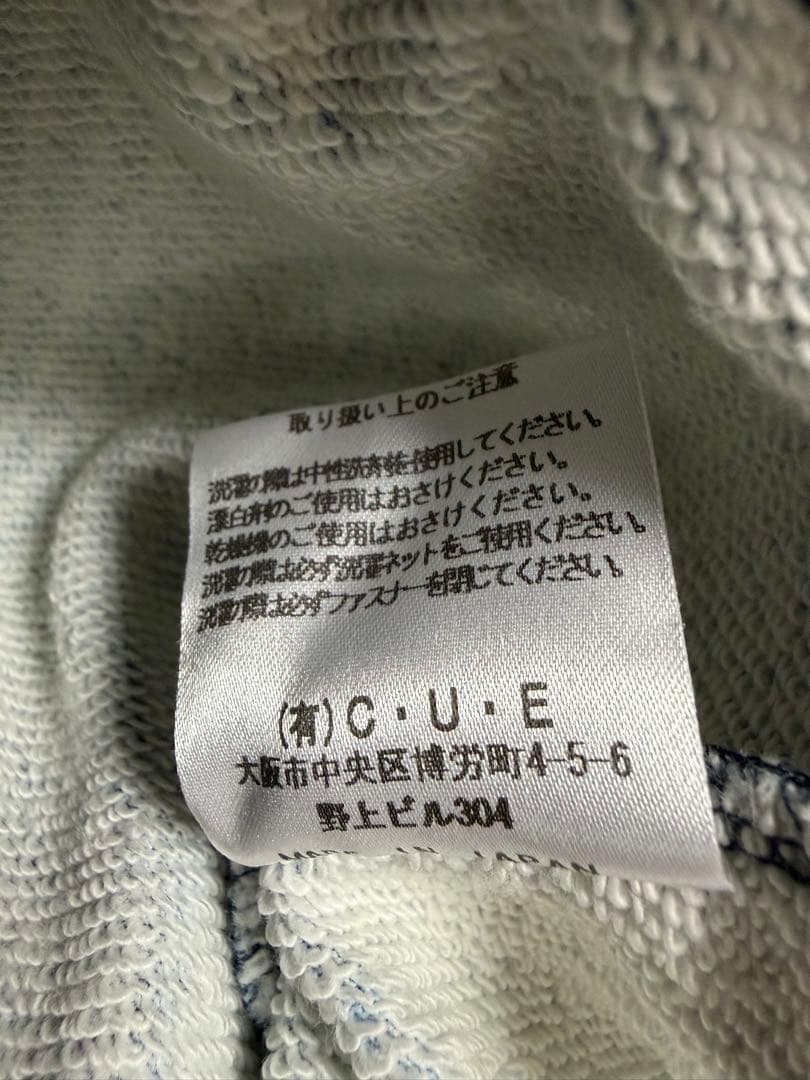 取り扱い上のご注意
洗濯の際は中性洗剤を使用してください。
漂白剤のご使用はおさけください。
乾燥機のご使用はおさけください。
洗濯の際は必ず洗濯ネットをご使用ください。
洗濯の際は必ずファスナーを閉じてください。
(有)C・U・E
大阪市中央区博労町4-5-6
野上ビル304
MADE IN JAPAN